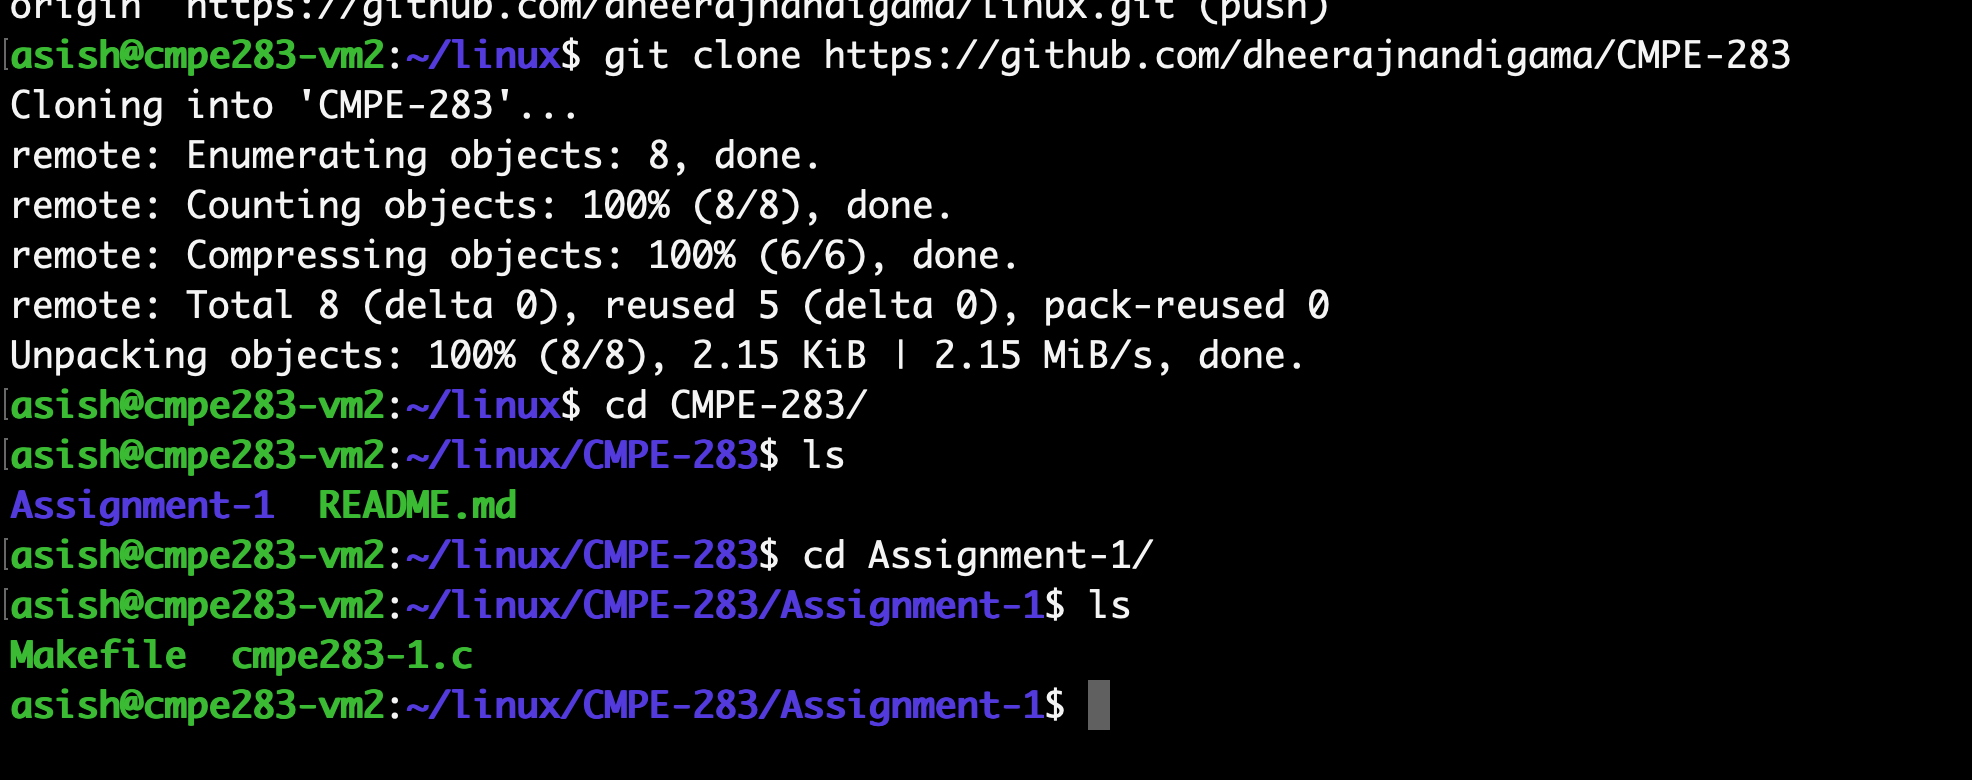 origin  https://github.com/dheerajnandigama/linux.git (push)
asish@cmpe283-vm2:~/linux$ git clone https://github.com/dheerajnandigama/CMPE-283
Cloning into 'CMPE-283'...
remote: Enumerating objects: 8, done.
remote: Counting objects: 100% (8/8), done.
remote: Compressing objects: 100% (6/6), done.
remote: Total 8 (delta 0), reused 5 (delta 0), pack-reused 0
Unpacking objects: 100% (8/8), 2.15 KiB | 2.15 MiB/s, done.
asish@cmpe283-vm2:~/linux$ cd CMPE-283/
asish@cmpe283-vm2:~/linux/CMPE-283$ ls
Assignment-1  README.md
asish@cmpe283-vm2:~/linux/CMPE-283$ cd Assignment-1/
asish@cmpe283-vm2:~/linux/CMPE-283/Assignment-1$ ls
Makefile  cmpe283-1.c
asish@cmpe283-vm2:~/linux/CMPE-283/Assignment-1$